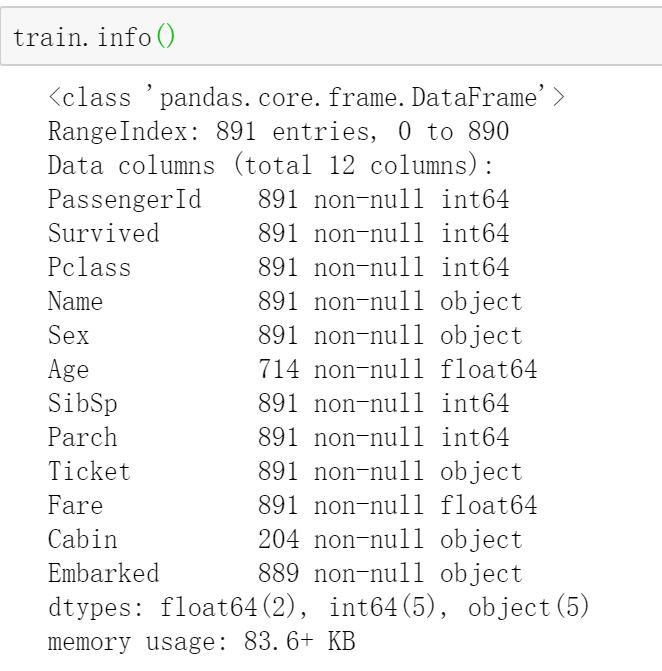 train.info()
<class 'pandas.core.frame.DataFrame'>
RangeIndex: 891 entries, 0 to 890
Data columns (total 12 columns):
PassengerId    891 non-null int64
Survived       891 non-null int64
Pclass         891 non-null int64
Name           891 non-null object
Sex            891 non-null object
Age            714 non-null float64
SibSp          891 non-null int64
Parch          891 non-null int64
Ticket         891 non-null object
Fare           891 non-null float64
Cabin          204 non-null object
Embarked       889 non-null object
dtypes: float64(2), int64(5), object(5)
memory usage: 83.6+ KB